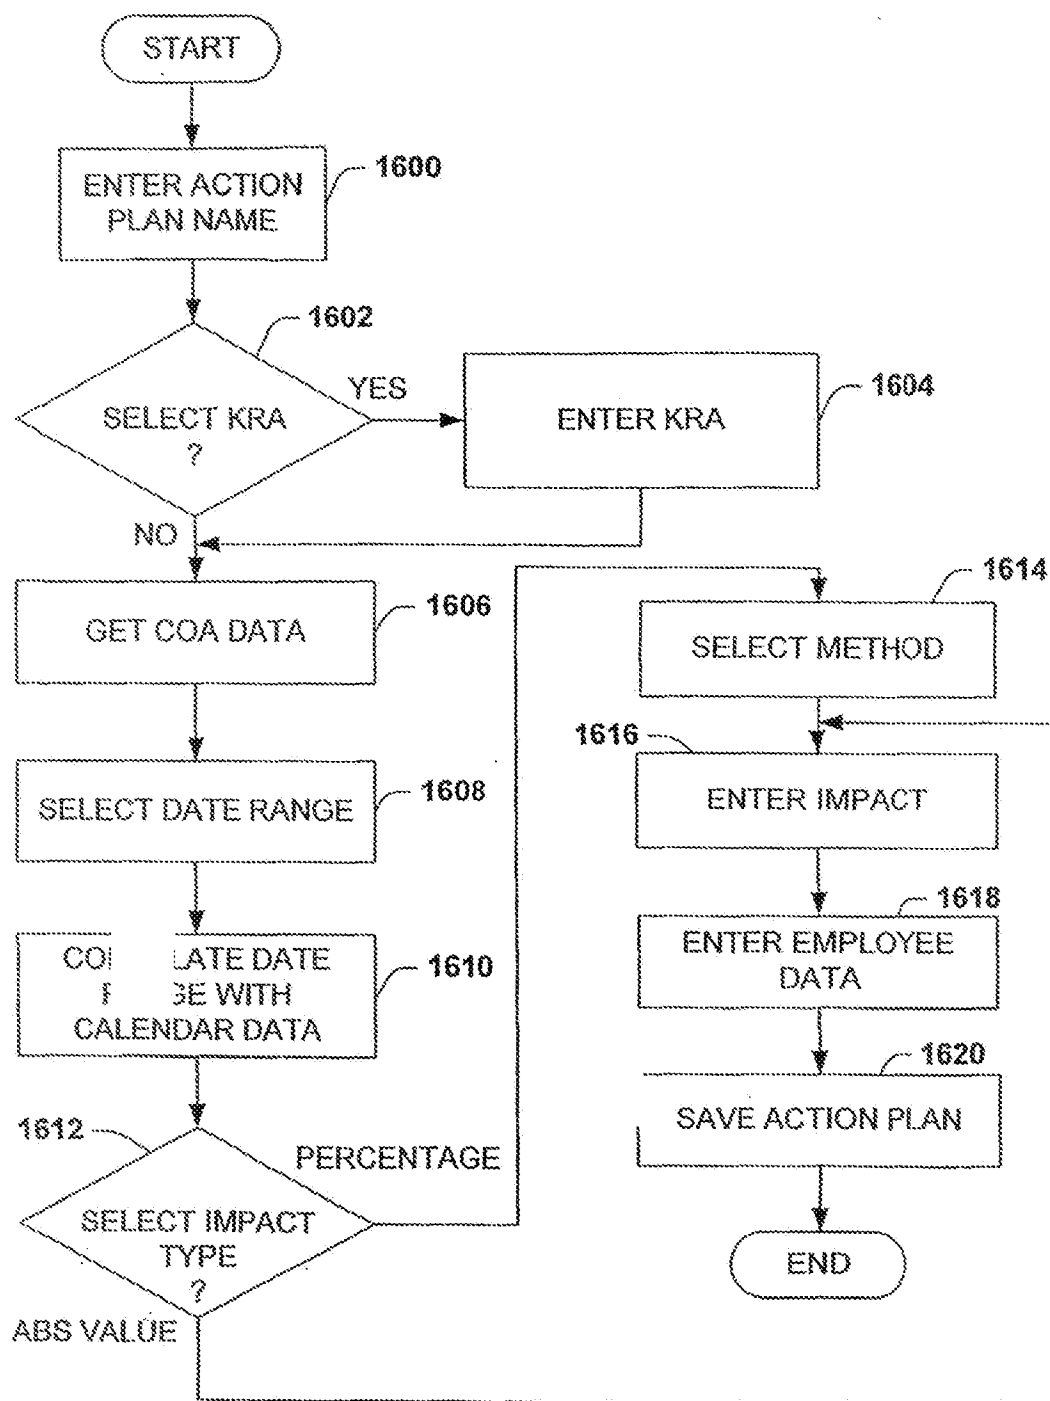 START
ENTER ACTION
PLAN NAME
1600
1602
SELECT KRA
?
YES
NO
ENTER KRA
1604
GET COA DATA
1606
SELECT DATE RANGE
1608
DATE
WITH
CALENDAR DATA
1610
1612
SELECT IMPACT
TYPE
?
PERCENTAGE
ABS VALUE
1614
SELECT METHOD
1616
ENTER IMPACT
1618
ENTER EMPLOYEE
DATA
1620
SAVE ACTION PLAN
END